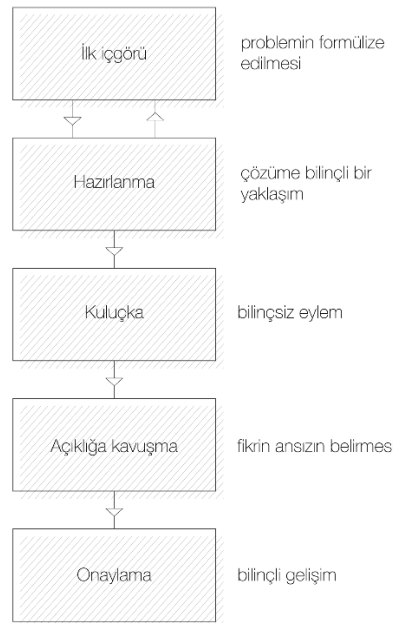 İlk içgörü
problemin formülize
edilmesi
Hazırlanma
çözüme bilinçli bir
yaklaşım
Kuluçka
bilinçsiz eylem
Açıklığa kavuşma
fikrin ansızın belirmes
Onaylama
bilinçli gelişim